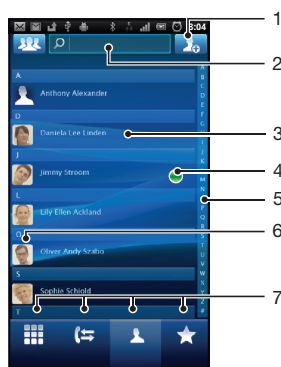 8:04
1
2
A
Anthony Alexander
D
Daniela Lee Linden
3
J
Jimmy Stroom
4
L
Lily Ellen Ackland
5
O
6
Oliver Andy Szabo
S
Sophie Schiold
T
7
A
B
C
D
E
F
I
J
K
M
N
Q
R
S
T
U
V
W
X
Y
Z
#